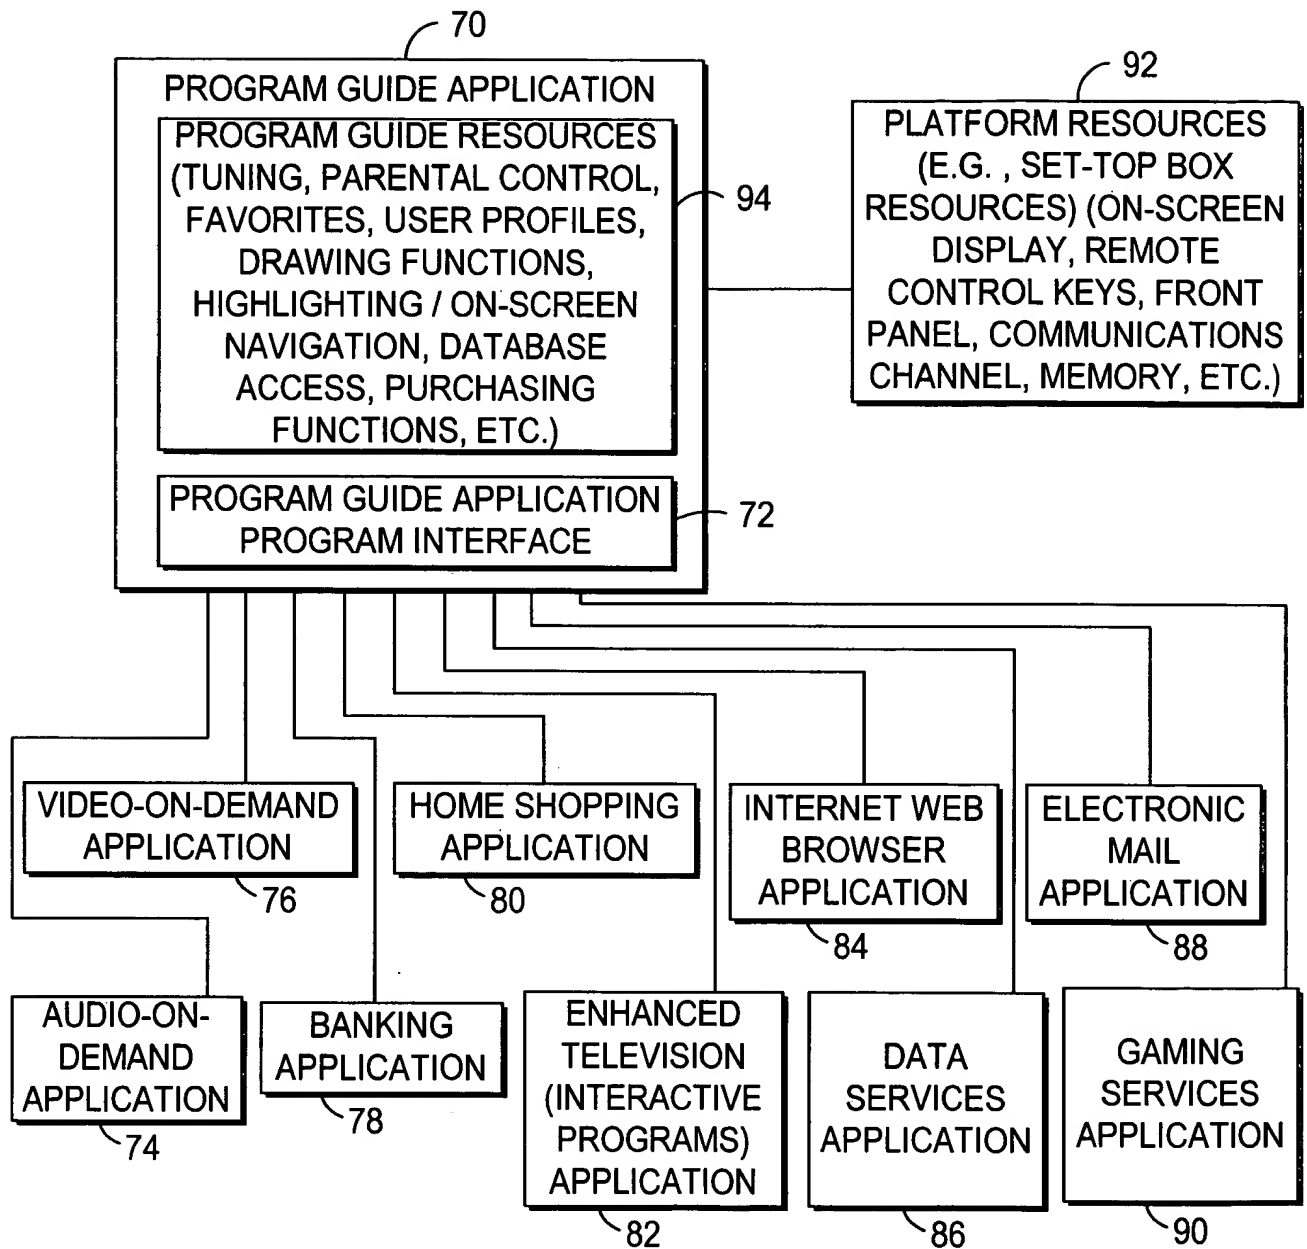 70
PROGRAM GUIDE APPLICATION
PROGRAM GUIDE RESOURCES
(TUNING, PARENTAL CONTROL,
FAVORITES, USER PROFILES,
DRAWING FUNCTIONS,
HIGHLIGHTING / ON-SCREEN
NAVIGATION, DATABASE
ACCESS, PURCHASING
FUNCTIONS, ETC.)
94
PROGRAM GUIDE APPLICATION
PROGRAM INTERFACE
72
92
PLATFORM RESOURCES
(E.G. , SET-TOP BOX
RESOURCES) (ON-SCREEN
DISPLAY, REMOTE
CONTROL KEYS, FRONT
PANEL, COMMUNICATIONS
CHANNEL, MEMORY, ETC.)
VIDEO-ON-DEMAND
APPLICATION
76
HOME SHOPPING
APPLICATION
80
INTERNET WEB
BROWSER
APPLICATION
84
ELECTRONIC
MAIL
APPLICATION
88
AUDIO-ON-
DEMAND
APPLICATION
74
BANKING
APPLICATION
78
ENHANCED
TELEVISION
(INTERACTIVE
PROGRAMS)
APPLICATION
82
DATA
SERVICES
APPLICATION
86
GAMING
SERVICES
APPLICATION
90